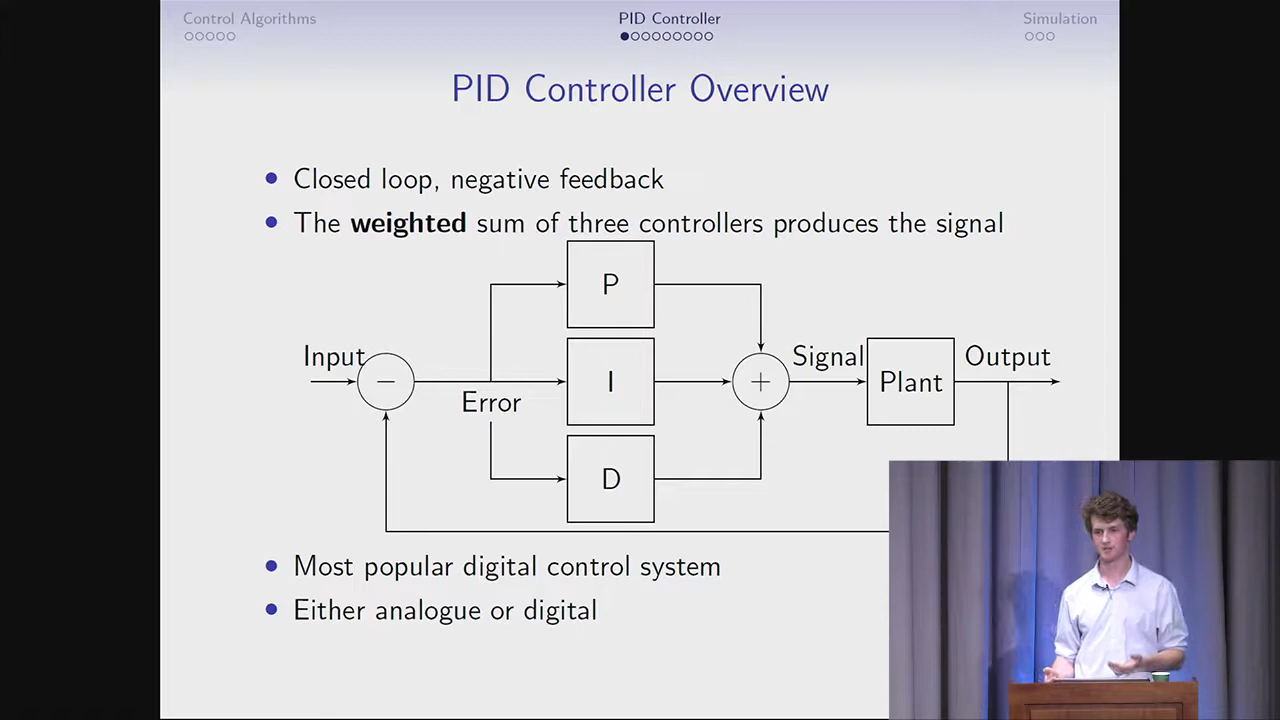 Control Algorithms
PID Controller
Simulation
PID Controller Overview
Closed loop, negative feedback
The weighted sum of three controllers produces the signal
P
Input
Signal
Output
−
I
+
Plant
Error
D
Most popular digital control system
Either analogue or digital